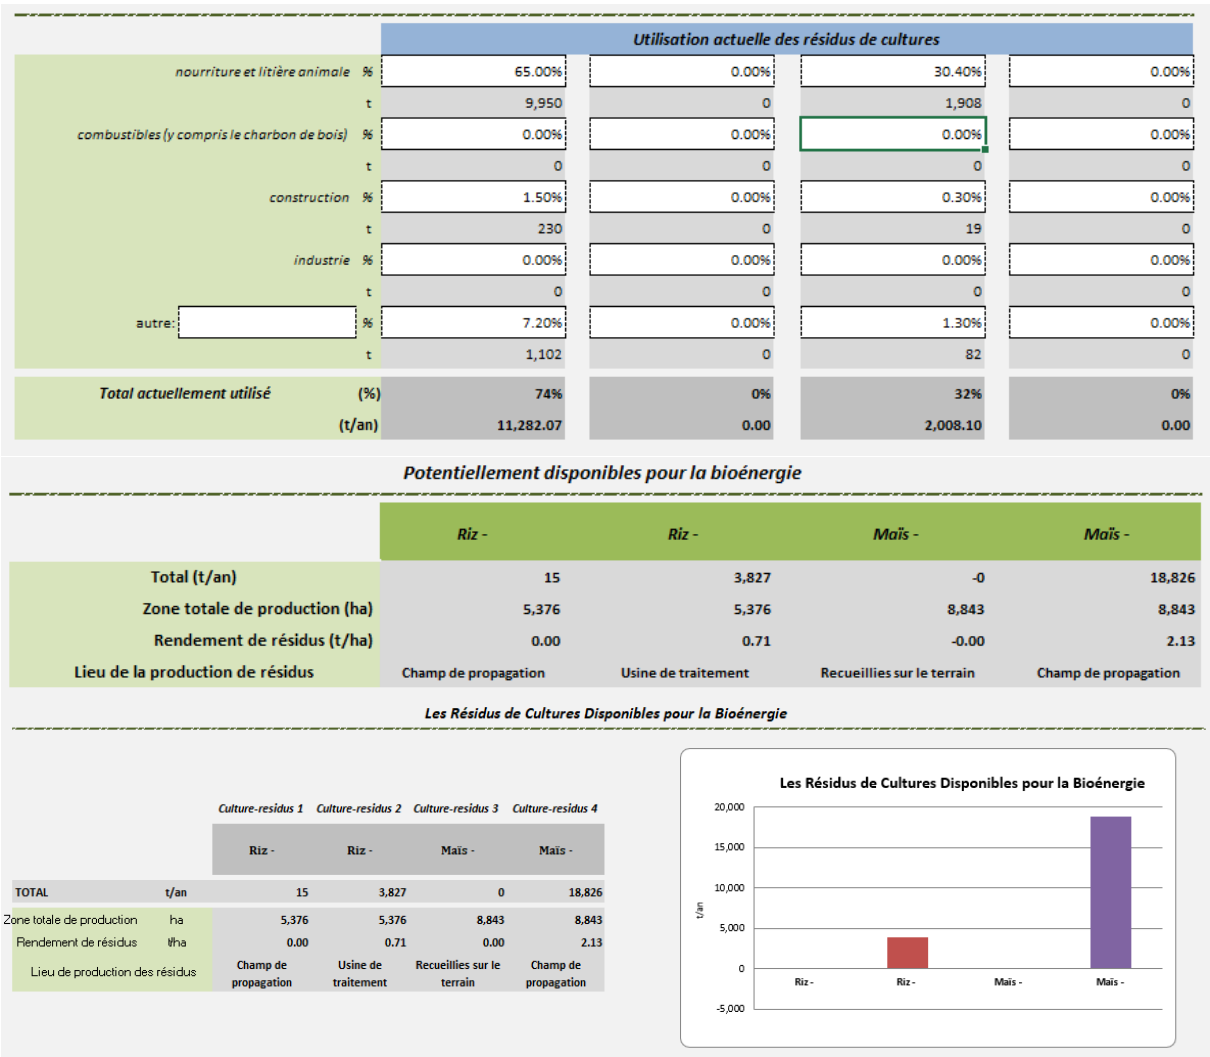 Utilisation actuelle des résidus de cultures
nourriture et litière animale % 65.00% 0.00% 30.40% 0.00%
t 9,950 0 1,908 0
combustibles (y compris le charbon de bois) % 0.00% 0.00% 0.00% 0.00%
t 0 0 0 0
construction % 1.50% 0.00% 0.30% 0.00%
t 230 0 19 0
industrie % 0.00% 0.00% 0.00% 0.00%
t 0 0 0 0
autre: % 7.20% 0.00% 1.30% 0.00%
t 1,102 0 82 0
Total actuellement utilisé (%) 74% 0% 32% 0%
(t/an) 11,282.07 0.00 2,008.10 0.00
Potentiellement disponibles pour la bioénergie
Riz - Riz - Maïs - Maïs -
Total (t/an) 15 3,827 -0 18,826
Zone totale de production (ha) 5,376 5,376 8,843 8,843
Rendement de résidus (t/ha) 0.00 0.71 -0.00 2.13
Lieu de la production de résidus Champ de propagation Usine de traitement Recueillies sur le terrain Champ de propagation
Les Résidus de Cultures Disponibles pour la Bioénergie
Culture-residus 1 Culture-residus 2 Culture-residus 3 Culture-residus 4
Riz - Riz - Maïs - Maïs -
TOTAL t/an 15 3,827 0 18,826
Zone totale de production ha 5,376 5,376 8,843 8,843
Rendement de résidus t/ha 0.00 0.71 0.00 2.13
Lieu de production des résidus Champ de propagation Usine de traitement Recueillies sur le terrain Champ de propagation
Les Résidus de Cultures Disponibles pour la Bioénergie
20,000
15,000
10,000
5,000
0
-5,000
t/an
Riz - Riz - Maïs - Maïs -